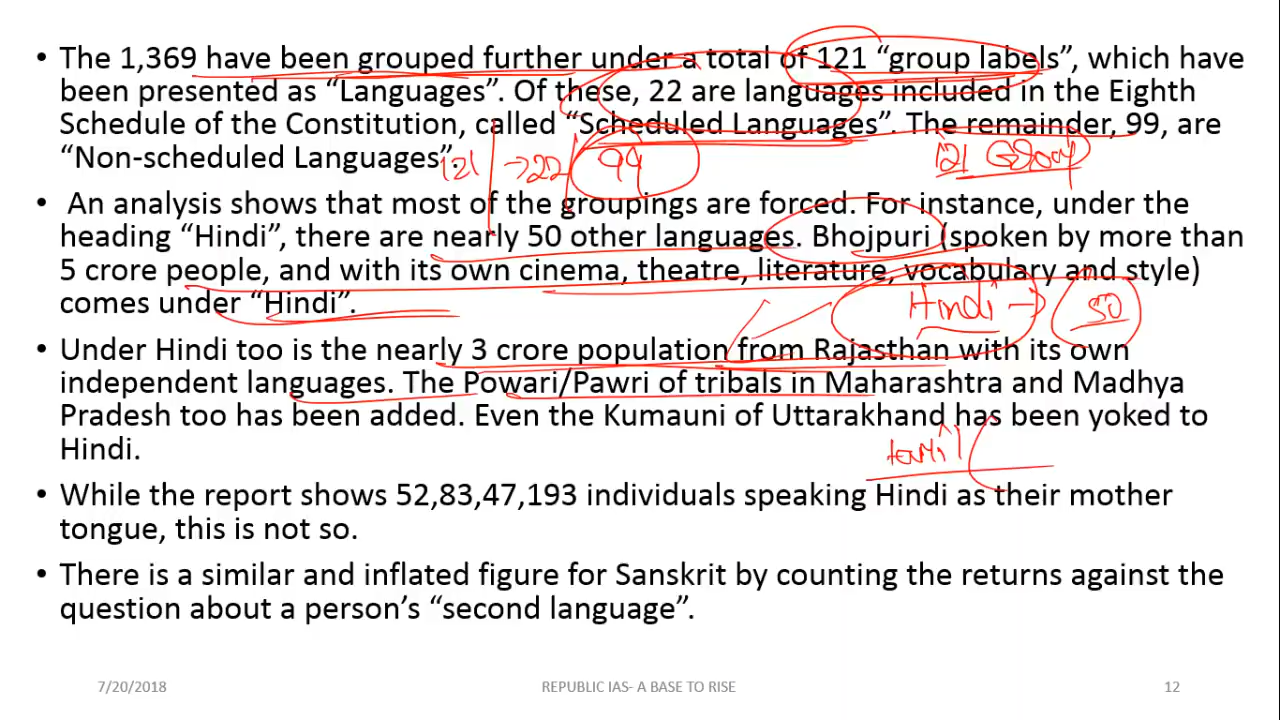 • The 1,369 have been grouped further under a total of 121 “group labels”, which have
been presented as “Languages”. Of these, 22 are languages included in the Eighth
Schedule of the Constitution, called “Scheduled Languages”. The remainder, 99, are
“Non-scheduled Languages”.
121 → 22 99
121 Group
• An analysis shows that most of the groupings are forced. For instance, under the
heading “Hindi”, there are nearly 50 other languages. Bhojpuri (spoken by more than
5 crore people, and with its own cinema, theatre, literature, vocabulary and style)
comes under “Hindi”.
Hindi → 50
• Under Hindi too is the nearly 3 crore population from Rajasthan with its own
independent languages. The Powari/Pawri of tribals in Maharashtra and Madhya
Pradesh too has been added. Even the Kumauni of Uttarakhand has been yoked to
Hindi.
tamil
• While the report shows 52,83,47,193 individuals speaking Hindi as their mother
tongue, this is not so.
• There is a similar and inflated figure for Sanskrit by counting the returns against the
question about a person’s “second language”.
7/20/2018 REPUBLIC IAS- A BASE TO RISE 12